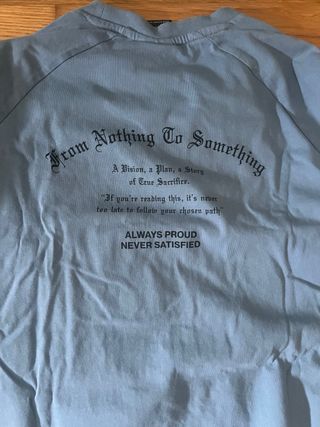 From Nothing To Something
A Vision, a Plan, a Story
of True Sacrifice.
"If you're reading this, it's never
too late to follow your chosen path"
ALWAYS PROUD
NEVER SATISFIED